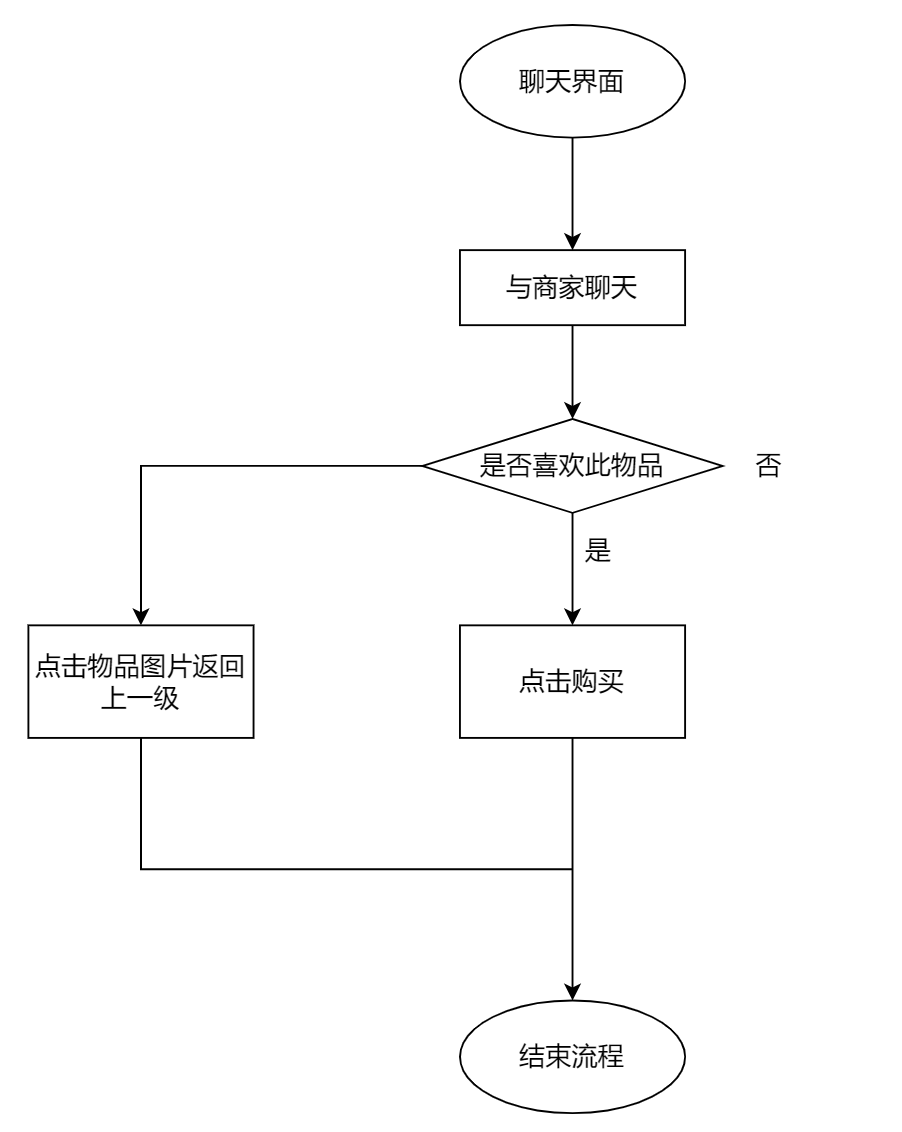 聊天界面
与商家聊天
是否喜欢此物品
否
是
点击物品图片返回
上一级
点击购买
结束流程